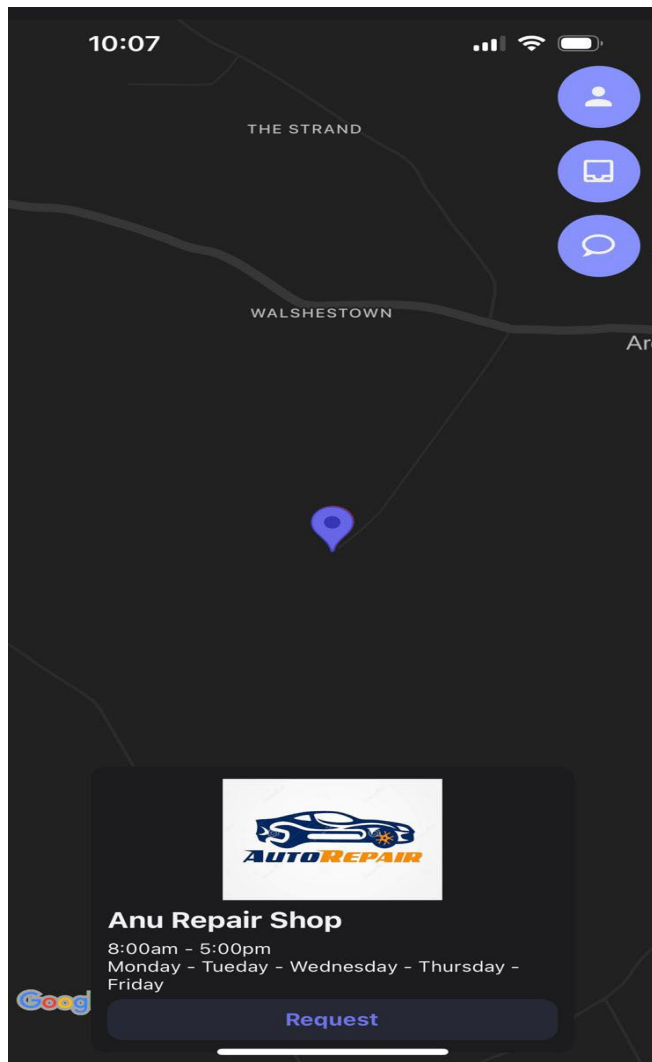 10:07
THE STRAND
WALSHESTOWN
Ar
AUTOREPAIR
Anu Repair Shop
8:00am - 5:00pm
Monday - Tueday - Wednesday - Thursday -
Friday
Goog
Request